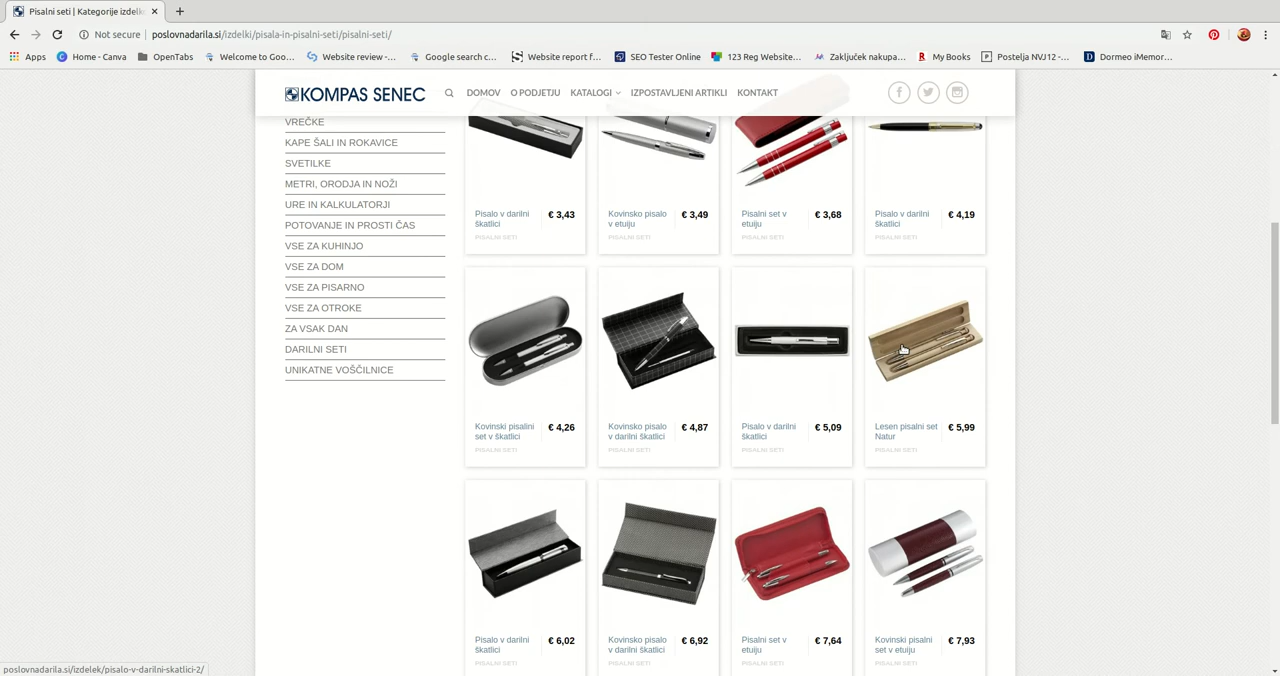 Pisalni seti | Kategorije izdelk
Not secure
poslovnadarila.si/izdelki/pisala-in-pisalni-seti/pisalni-seti/
Apps
Home - Canva
OpenTabs
Welcome to Goo...
Website review -...
Google search c...
Website report f...
SEO Tester Online
123 Reg Website...
Zaključek nakupa...
My Books
Postelja NVJ12 -...
Dormeo iMemor...
KOMPAS SENEC
DOMOV
O PODJETJU
KATALOGI
IZPOSTAVLJENI ARTIKLI
KONTAKT
VREČKE
KAPE ŠALI IN ROKAVICE
SVETILKE
METRI, ORODJA IN NOŽI
URE IN KALKULATORJI
POTOVANJE IN PROSTI ČAS
VSE ZA KUHINJO
VSE ZA DOM
VSE ZA PISARNO
VSE ZA OTROKE
ZA VSAK DAN
DARILNI SETI
UNIKATNE VOŠČILNICE
Pisalo v darilni
škatlici
€ 3,43
PISALNI SETI
Kovinsko pisalo
v etuiju
€ 3,49
PISALNI SETI
Pisalni set v
etuiju
€ 3,68
PISALNI SETI
Pisalo v darilni
škatlici
€ 4,19
PISALNI SETI
Kovinski pisalini
set v škatlici
€ 4,26
PISALNI SETI
Kovinsko pisalo
v darilni škatlici
€ 4,87
PISALNI SETI
Pisalo v darilni
škatlici
€ 5,09
PISALNI SETI
Lesen pisalni set
Natur
€ 5,99
PISALNI SETI
Pisalo v darilni
škatlici
€ 6,02
PISALNI SETI
Kovinsko pisalo
v darilni škatlici
€ 6,92
PISALNI SETI
Pisalni set v
etuiju
€ 7,64
PISALNI SETI
Kovinski pisalni
set v etuiju
€ 7,93
PISALNI SETI
poslovnadarila.si/izdelek/pisalo-v-darilni-skatlici-2/